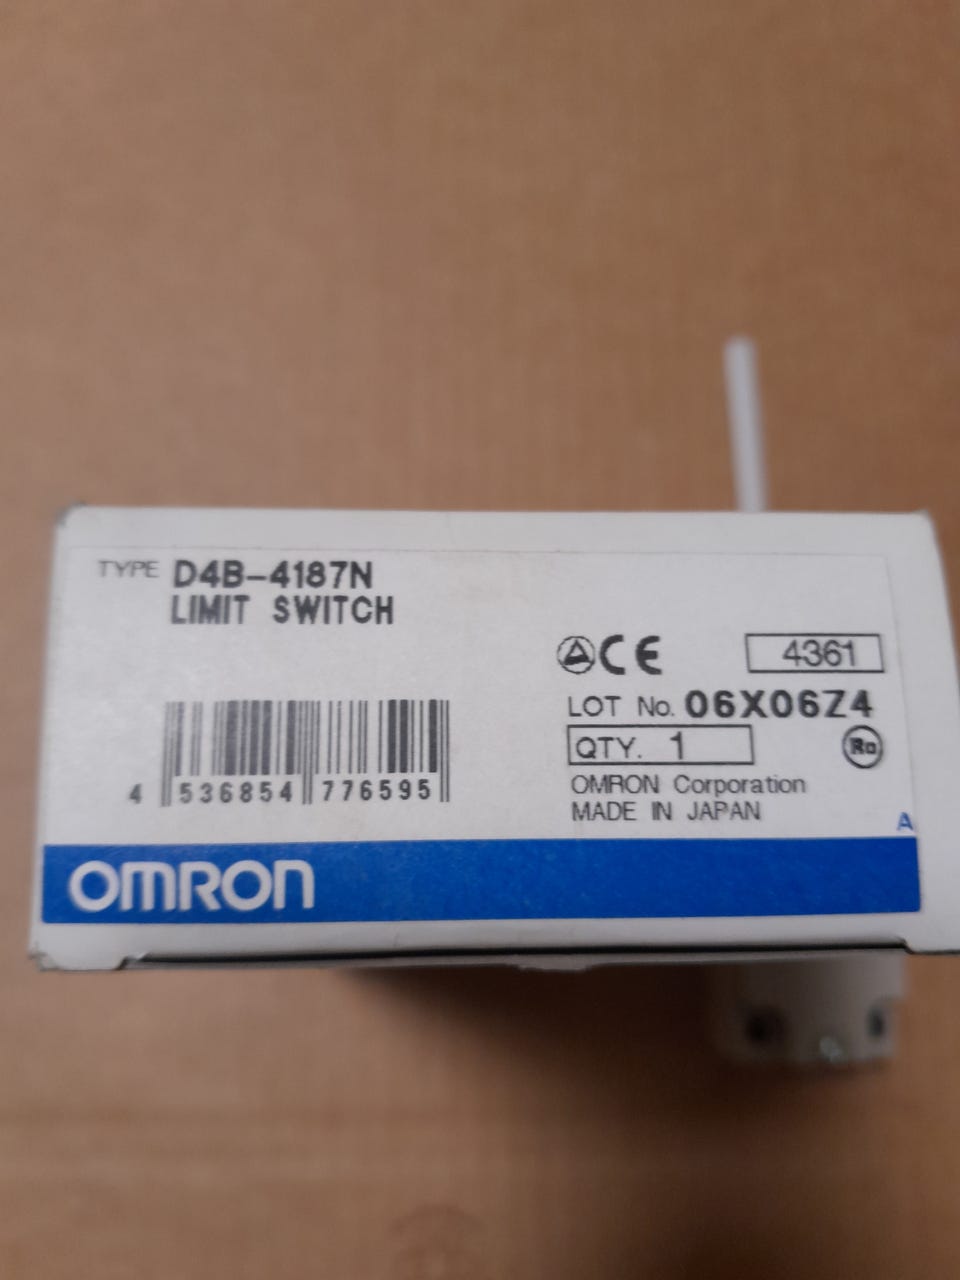 TYPE D4B-4187N
LIMIT SWITCH
CE
4361
LOT No. 06X06Z4
QTY. 1
Ro
OMRON Corporation
MADE IN JAPAN
4 536854 776595
A
OMRON